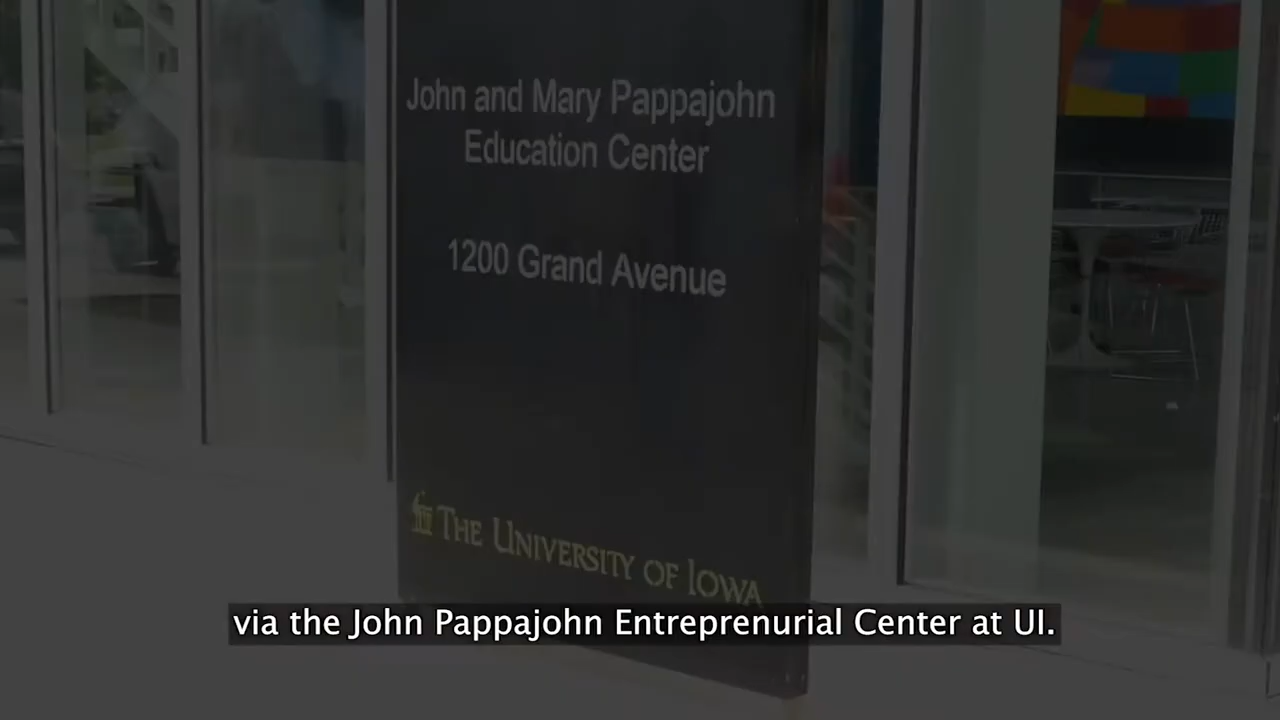 John and Mary Pappajohn
Education Center
1200 Grand Avenue
THE UNIVERSITY OF IOWA
via the John Pappajohn Entreprenurial Center at UI.